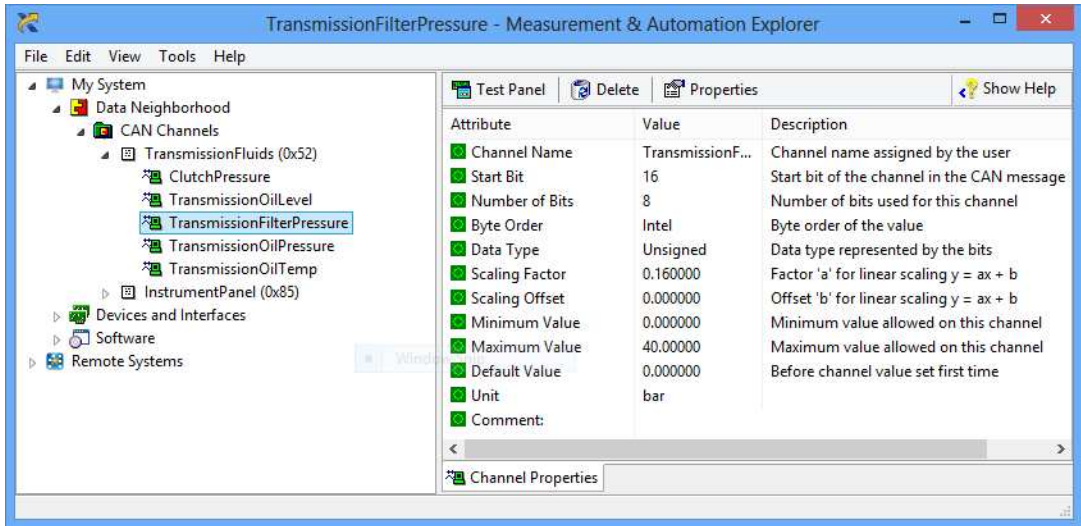 TransmissionFilterPressure - Measurement & Automation Explorer
File Edit View Tools Help
My System
Data Neighborhood
CAN Channels
TransmissionFluids (0x52)
ClutchPressure
TransmissionOilLevel
TransmissionFilterPressure
TransmissionOilPressure
TransmissionOilTemp
InstrumentPanel (0x85)
Devices and Interfaces
Software
Remote Systems
Test Panel Delete Properties Show Help
Attribute Value Description
Channel Name TransmissionF... Channel name assigned by the user
Start Bit 16 Start bit of the channel in the CAN message
Number of Bits 8 Number of bits used for this channel
Byte Order Intel Byte order of the value
Data Type Unsigned Data type represented by the bits
Scaling Factor 0.160000 Factor 'a' for linear scaling y = ax + b
Scaling Offset 0.000000 Offset 'b' for linear scaling y = ax + b
Minimum Value 0.000000 Minimum value allowed on this channel
Maximum Value 40.00000 Maximum value allowed on this channel
Default Value 0.000000 Before channel value set first time
Unit bar
Comment:
Channel Properties